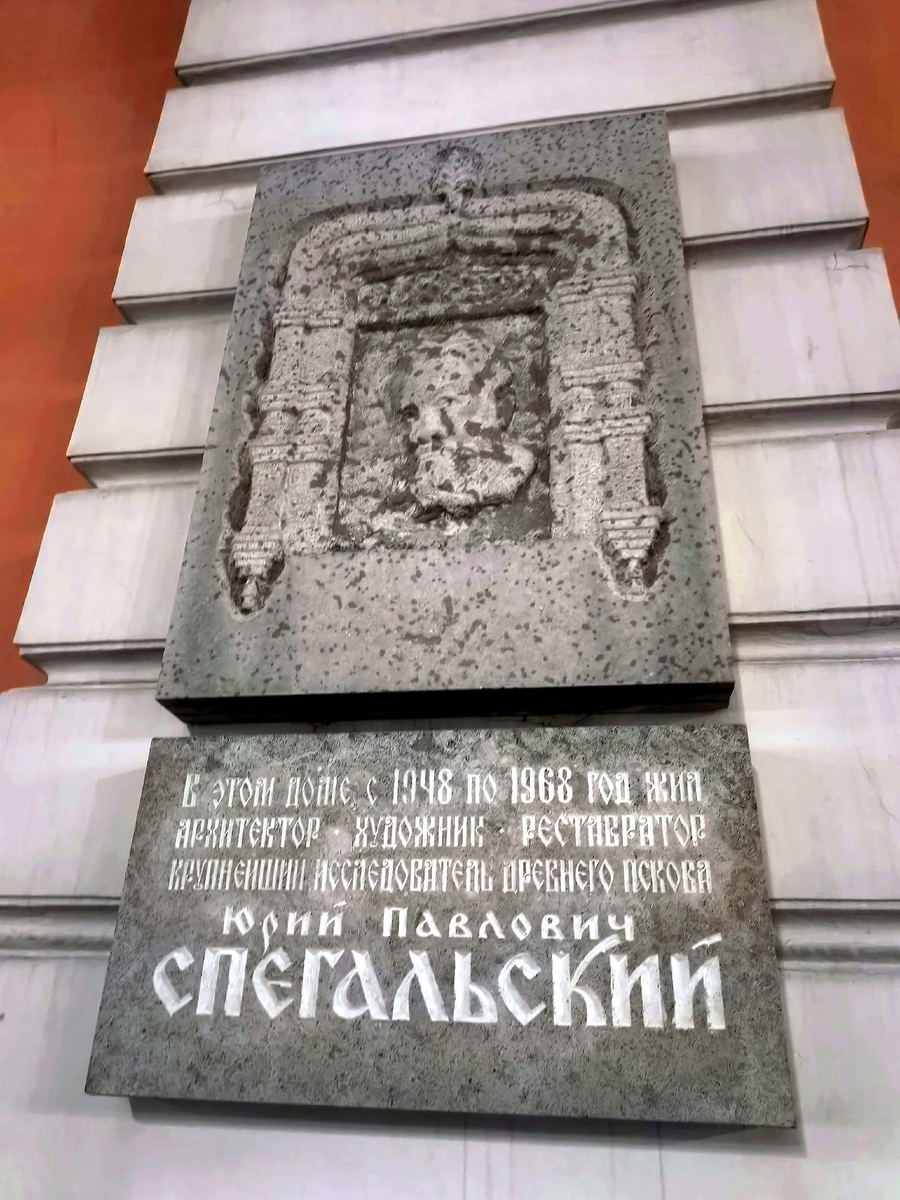 В ЭТОМ ДОМЕ С 1948 ПО 1968 ГОД ЖИЛ
АРХИТЕКТОР · ХУДОЖНИК · РЕСТАВРАТОР
КРУПНЕЙШИЙ ИССЛЕДОВАТЕЛЬ ДРЕВНЕГО ПСКОВА
ЮРИЙ ПАВЛОВИЧ
СПЕГАЛЬСКИЙ